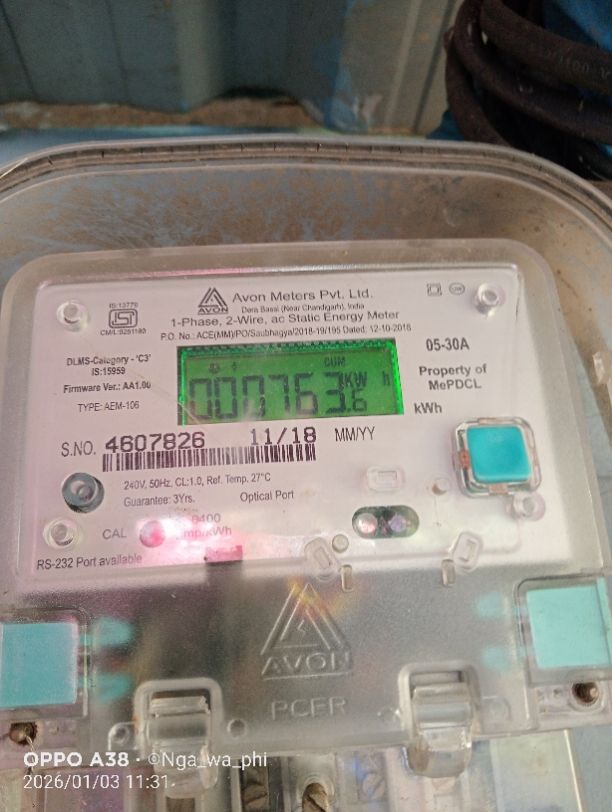 IS:13779
ISI
CM/L-9251180
AVON
Avon Meters Pvt. Ltd.
Dera Bassi (Near Chandigarh), India
1-Phase, 2-Wire, ac Static Energy Meter
P.O. No.: ACE(MM)/PO/Saubhagya/2018-19/195 Dated: 12-10-2018
DLMS-Category - 'C3'
IS:15959
Firmware Ver.: AA1.00
TYPE: AEM-106
CUM
000763.6 kW h
05-30A
Property of
MePDCL
kWh
S.NO. 4607826 11/18 MM/YY
240V, 50Hz, CL:1.0, Ref. Temp. 27°C
Guarantee: 3Yrs. Optical Port
CAL
RS-232 Port available
AVON
OPPO A38 · ©Nga_wa_phi
2026/01/03 11:31